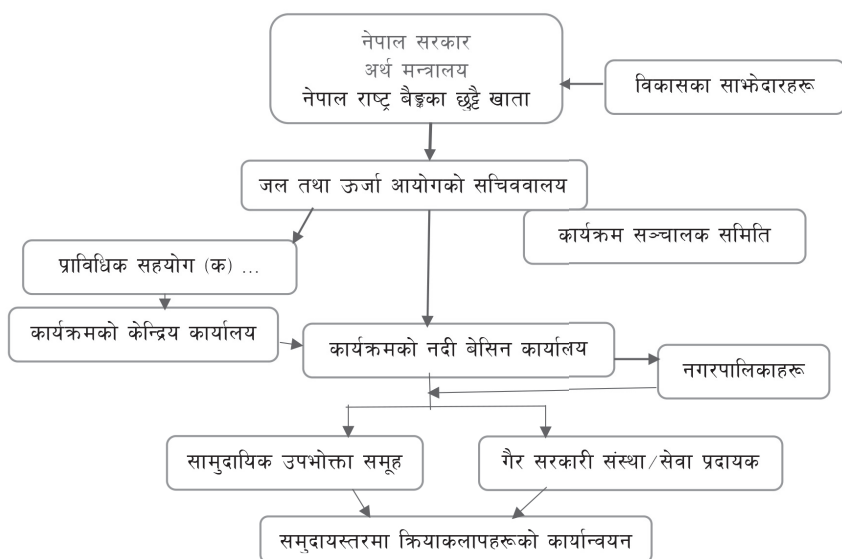 नेपाल सरकार
अर्थ मन्त्रालय
नेपाल राष्ट्र बैङ्कका छुट्टै खाता
विकासका साझेदारहरू
जल तथा ऊर्जा आयोगको सचिववालय
कार्यक्रम सञ्चालक समिति
प्राविधिक सहयोग (क) ...
कार्यक्रमको केन्द्रिय कार्यालय
कार्यक्रमको नदी बेसिन कार्यालय
नगरपालिकाहरू
सामुदायिक उपभोक्ता समूह
गैर सरकारी संस्था/सेवा प्रदायक
समुदायस्तरमा क्रियाकलापहरूको कार्यान्वयन